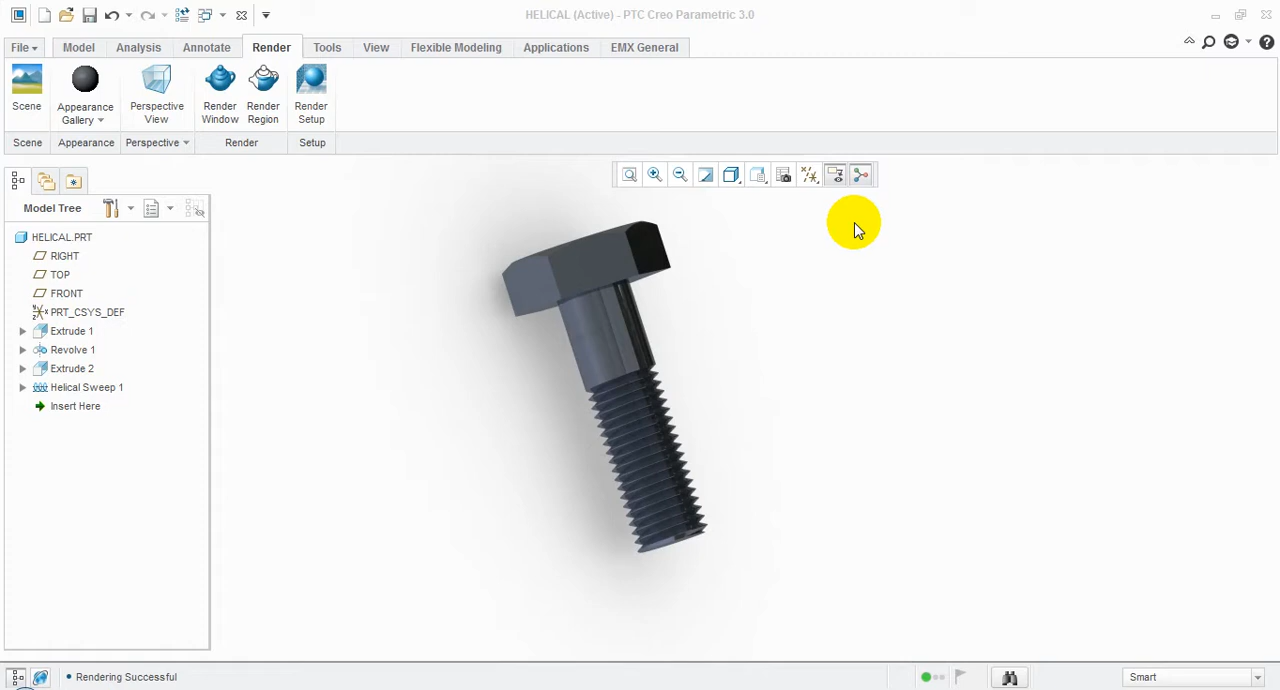 HELICAL (Active) - PTC Creo Parametric 3.0
File Model Analysis Annotate Render Tools View Flexible Modeling Applications EMX General
Scene
Appearance
Gallery
Perspective
View
Render
Window
Render
Region
Render
Setup
Scene Appearance Perspective Render Setup
Model Tree
HELICAL.PRT
RIGHT
TOP
FRONT
PRT_CSYS_DEF
Extrude 1
Revolve 1
Extrude 2
Helical Sweep 1
Insert Here
Rendering Successful
Smart